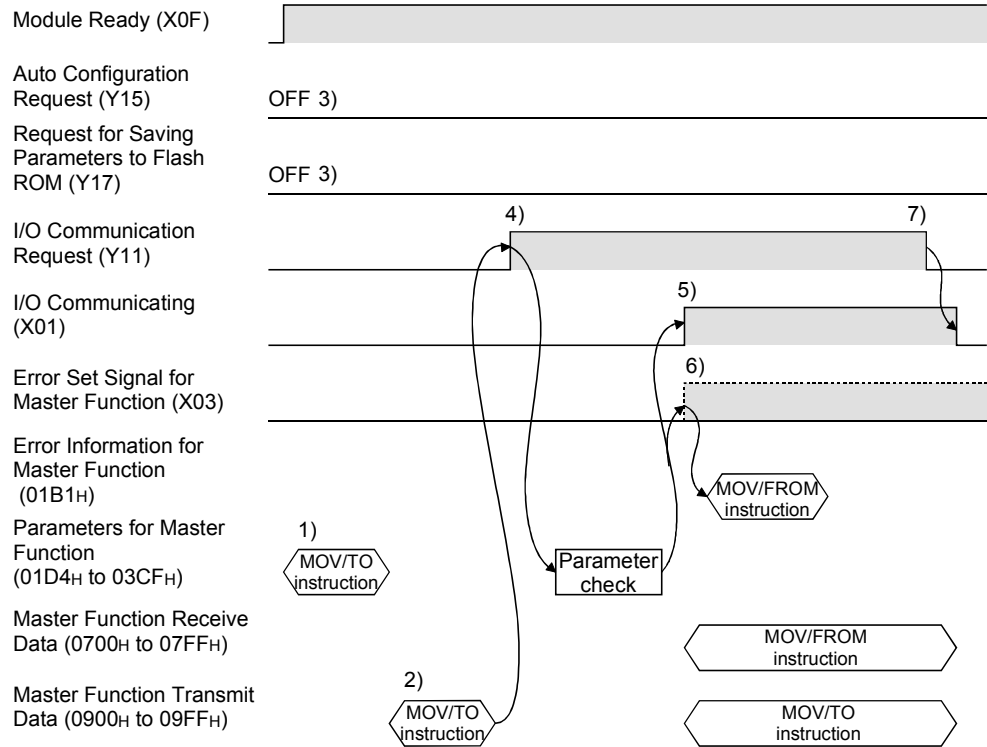 Module Ready (X0F)
Auto Configuration
Request (Y15)
OFF 3)
Request for Saving
Parameters to Flash
ROM (Y17)
OFF 3)
I/O Communication
Request (Y11)
4)
7)
I/O Communicating
(X01)
5)
Error Set Signal for
Master Function (X03)
6)
Error Information for
Master Function
(01B1H)
MOV/FROM
instruction
Parameters for Master
Function
(01D4H to 03CFH)
1)
MOV/TO
instruction
Parameter
check
Master Function Receive
Data (0700H to 07FFH)
MOV/FROM
instruction
Master Function Transmit
Data (0900H to 09FFH)
2)
MOV/TO
instruction
MOV/TO
instruction